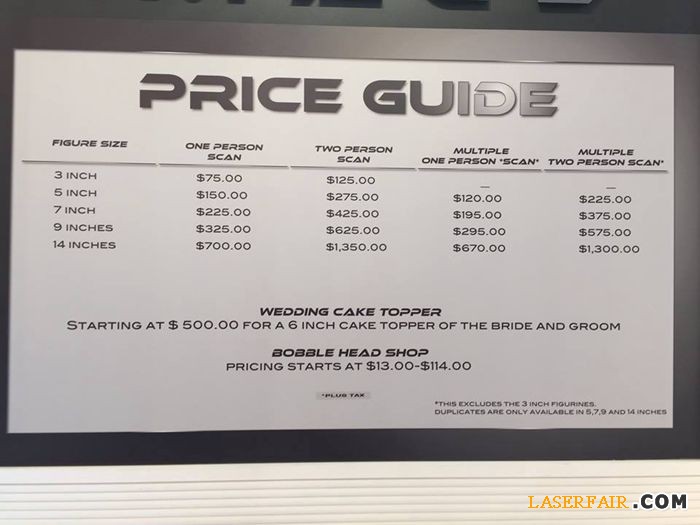 PRICE GUIDE
FIGURE SIZE ONE PERSON SCAN TWO PERSON SCAN MULTIPLE ONE PERSON *SCAN* MULTIPLE TWO PERSON SCAN*
3 INCH $75.00 $125.00 — —
5 INCH $150.00 $275.00 $120.00 $225.00
7 INCH $225.00 $425.00 $195.00 $375.00
9 INCHES $325.00 $625.00 $295.00 $575.00
14 INCHES $700.00 $1,350.00 $670.00 $1,300.00
WEDDING CAKE TOPPER
STARTING AT $ 500.00 FOR A 6 INCH CAKE TOPPER OF THE BRIDE AND GROOM
BOBBLE HEAD SHOP
PRICING STARTS AT $13.00-$114.00
*PLUS TAX
*THIS EXCLUDES THE 3 INCH FIGURINES.
DUPLICATES ARE ONLY AVAILABLE IN 5,7,9 AND 14 INCHES
LASERFAIR.COM